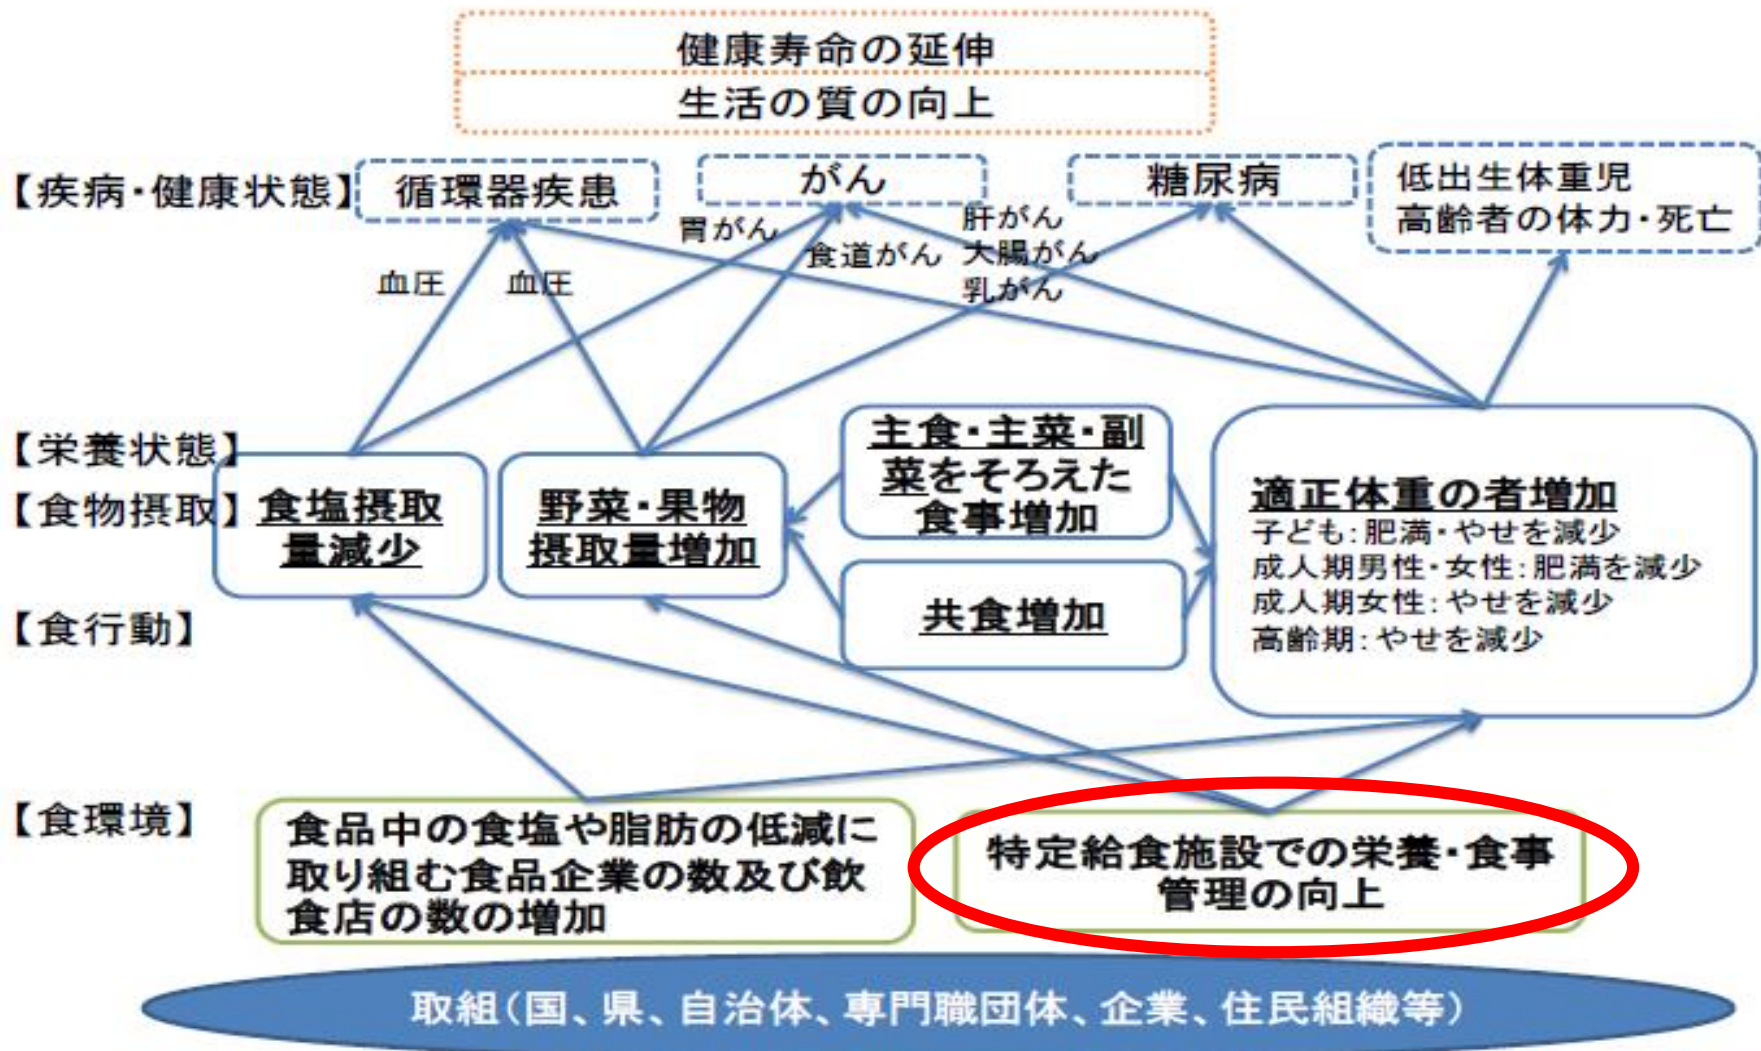 健康寿命の延伸
生活の質の向上
【疾病・健康状態】
循環器疾患
がん
糖尿病
低出生体重児
高齢者の体力・死亡
血圧
血圧
胃がん
食道がん
肝がん
大腸がん
乳がん
【栄養状態】
【食物摂取】
食塩摂取
量減少
野菜・果物
摂取量増加
主食・主菜・副
菜をそろえた
食事増加
共食増加
適正体重の者増加
子ども：肥満・やせを減少
成人期男性・女性：肥満を減少
成人期女性：やせを減少
高齢期：やせを減少
【食行動】
【食環境】
食品中の食塩や脂肪の低減に
取り組む食品企業の数及び飲
食店の数の増加
特定給食施設での栄養・食事
管理の向上
取組（国、県、自治体、専門職団体、企業、住民組織等）